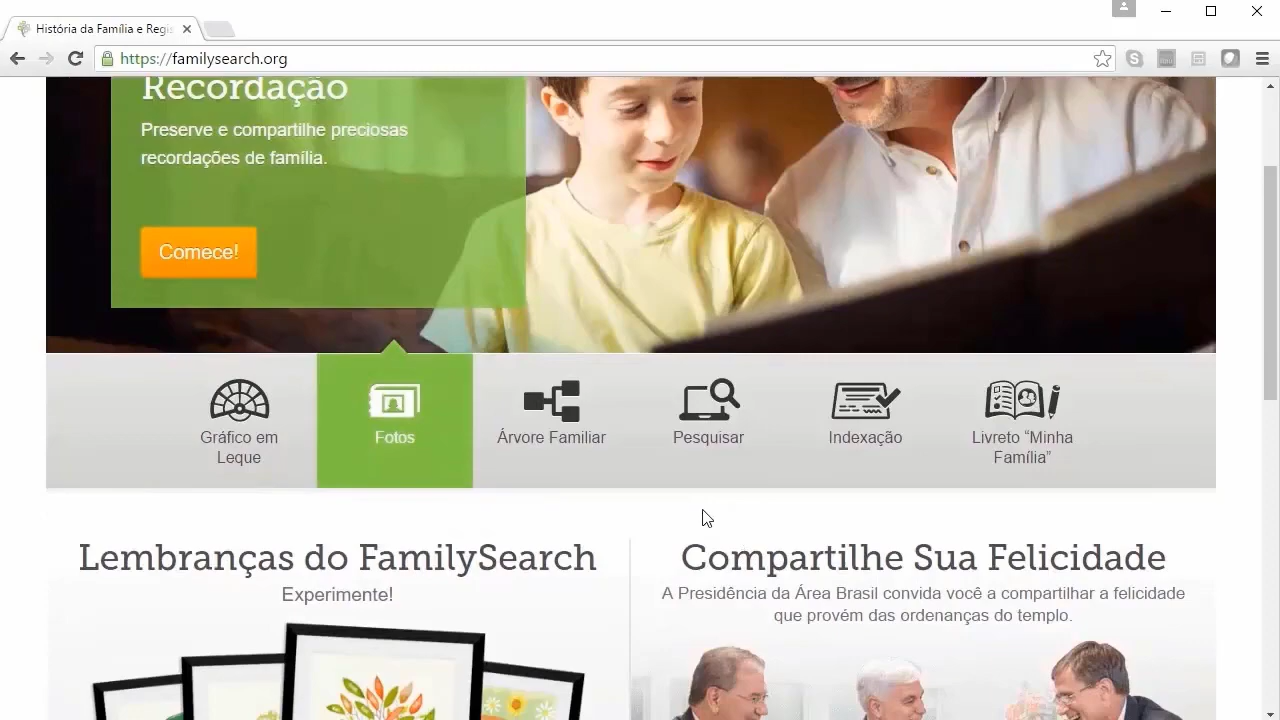 História da Família e Regis
https://familysearch.org
Recordação
Preserve e compartilhe preciosas
recordações de família.
Comece!
Gráfico em
Leque
Fotos
Árvore Familiar
Pesquisar
Indexação
Livreto “Minha
Família”
Lembranças do FamilySearch
Experimente!
Compartilhe Sua Felicidade
A Presidência da Área Brasil convida você a compartilhar a felicidade
que provém das ordenanças do templo.